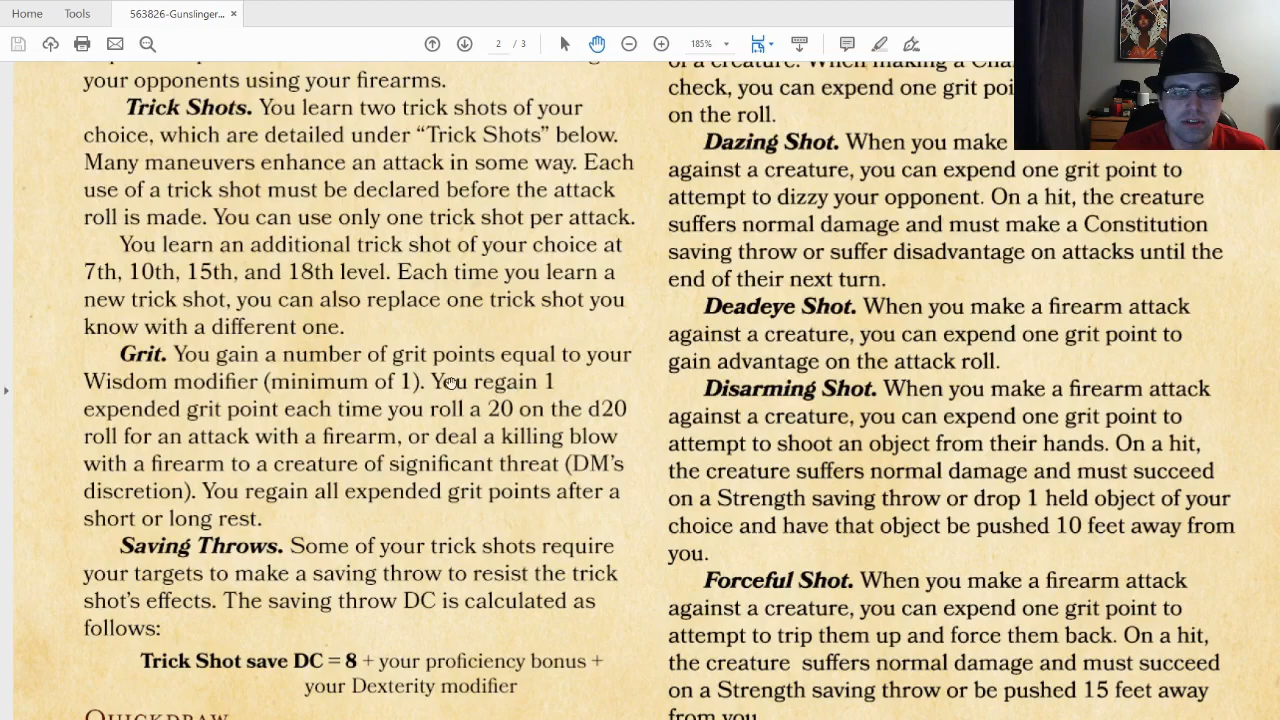 Home
Tools
563826-Gunslinger...
2 / 3
185%
your opponents using your firearms.
Trick Shots. You learn two trick shots of your
choice, which are detailed under “Trick Shots” below.
Many maneuvers enhance an attack in some way. Each
use of a trick shot must be declared before the attack
roll is made. You can use only one trick shot per attack.
You learn an additional trick shot of your choice at
7th, 10th, 15th, and 18th level. Each time you learn a
new trick shot, you can also replace one trick shot you
know with a different one.
Grit. You gain a number of grit points equal to your
Wisdom modifier (minimum of 1). You regain 1
expended grit point each time you roll a 20 on the d20
roll for an attack with a firearm, or deal a killing blow
with a firearm to a creature of significant threat (DM’s
discretion). You regain all expended grit points after a
short or long rest.
Saving Throws. Some of your trick shots require
your targets to make a saving throw to resist the trick
shot’s effects. The saving throw DC is calculated as
follows:
Trick Shot save DC = 8 + your proficiency bonus +
your Dexterity modifier
Quickdraw
of a creature. When making a Cha
check, you can expend one grit poi
on the roll.
Dazing Shot. When you make
against a creature, you can expend one grit point to
attempt to dizzy your opponent. On a hit, the creature
suffers normal damage and must make a Constitution
saving throw or suffer disadvantage on attacks until the
end of their next turn.
Deadeye Shot. When you make a firearm attack
against a creature, you can expend one grit point to
gain advantage on the attack roll.
Disarming Shot. When you make a firearm attack
against a creature, you can expend one grit point to
attempt to shoot an object from their hands. On a hit,
the creature suffers normal damage and must succeed
on a Strength saving throw or drop 1 held object of your
choice and have that object be pushed 10 feet away from
you.
Forceful Shot. When you make a firearm attack
against a creature, you can expend one grit point to
attempt to trip them up and force them back. On a hit,
the creature suffers normal damage and must succeed
on a Strength saving throw or be pushed 15 feet away
from you.